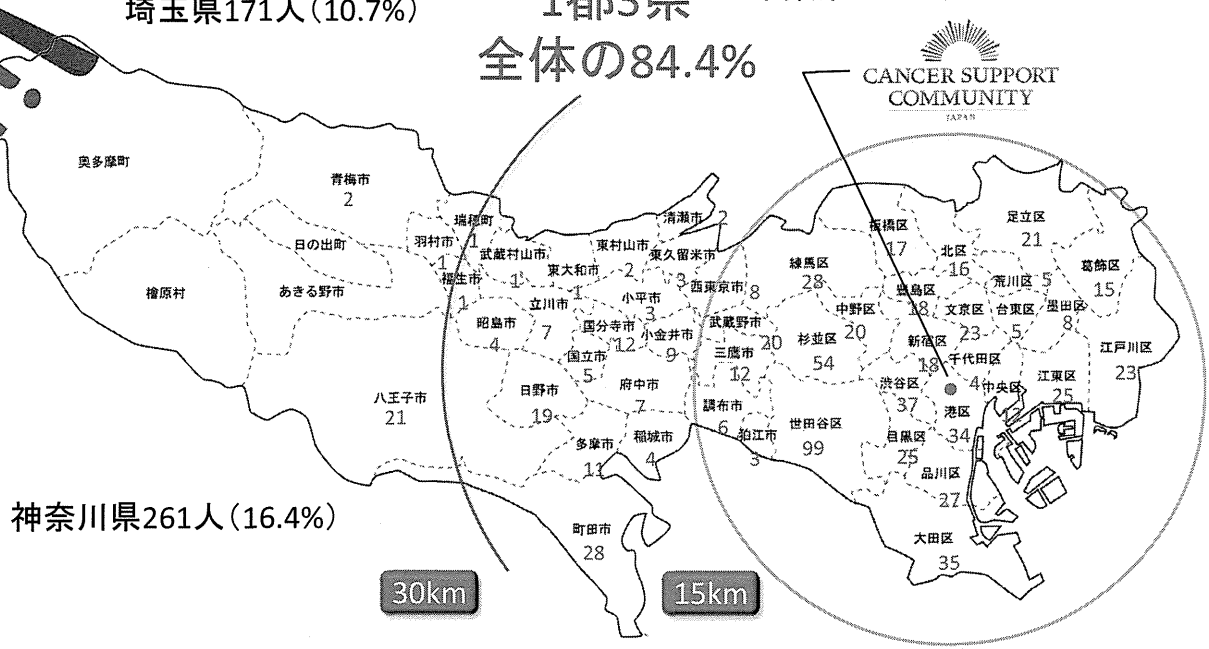 埼玉県171人（10.7%）
1都3県
全体の84.4%
CANCER SUPPORT
COMMUNITY
JAPAN
奥多摩町
青梅市
2
日の出町
檜原村
あきる野市
瑞穂町
1
羽村市
1
福生市
1
武蔵村山市
1
東大和市
1
東村山市
2
清瀬市 2
東久留米市
3
西東京市 8
小平市
3
立川市
7
昭島市
4
国分寺市
12
小金井市
9
国立市
5
武蔵野市
20
三鷹市
12
府中市
7
調布市
6
狛江市
3
八王子市
21
日野市
19
多摩市
11
稲城市
4
町田市
28
板橋区
17
練馬区
28
北区
16
足立区
21
葛飾区
15
荒川区 5
豊島区
18
中野区
20
文京区
23
台東区
5
墨田区
8
杉並区
54
新宿区
18
千代田区
4
中央区
江東区
25
江戸川区
23
渋谷区
37
港区
34
世田谷区
99
目黒区
25
品川区
27
大田区
35
神奈川県261人（16.4%）
30km
15km